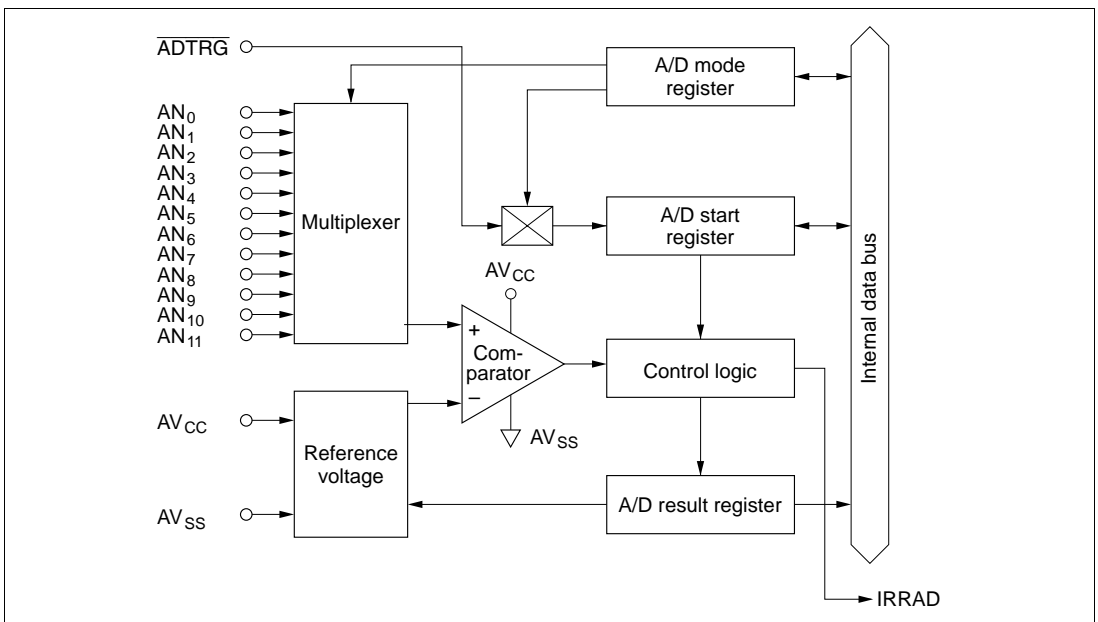 ADTRG
A/D mode
register
AN0
AN1
AN2
AN3
AN4
AN5
AN6
AN7
AN8
AN9
AN10
AN11
Multiplexer
A/D start
register
Internal data bus
AVCC
+
Com-
parator
−
AVSS
Control logic
AVCC
Reference
voltage
AVSS
A/D result register
IRRAD